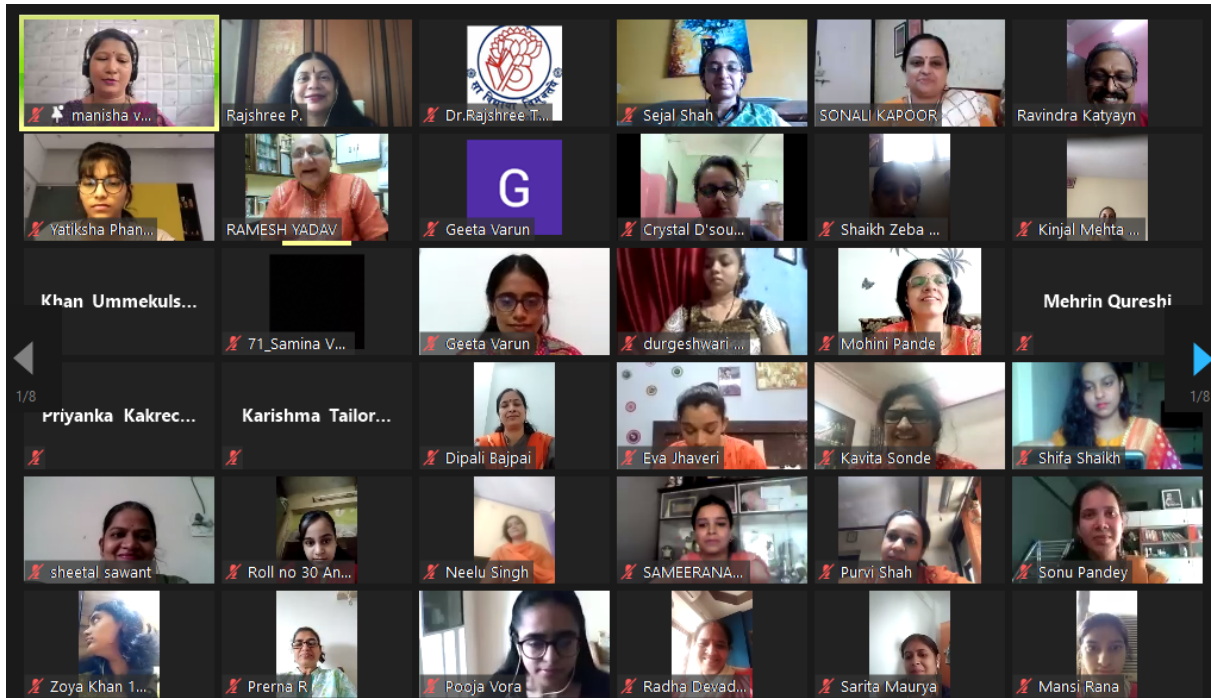 manisha v...
Rajshree P.
Dr.Rajshree T...
Sejal Shah
SONALI KAPOOR
Ravindra Katyayn
Yatiksha Phan...
RAMESH YADAV
G
Geeta Varun
Crystal D'sou...
Shaikh Zeba ...
Kinjal Mehta ...
Khan Ummekuls...
71_Samina V...
Geeta Varun
durgeshwari ...
Mohini Pande
Mehrin Qureshi
1/8
1/8
Priyanka Kakrec...
Karishma Tailor...
Dipali Bajpai
Eva Jhaveri
Kavita Sonde
Shifa Shaikh
sheetal sawant
Roll no 30 An...
Neelu Singh
SAMEERANA...
Purvi Shah
Sonu Pandey
Zoya Khan 1...
Prerna R
Pooja Vora
Radha Devad...
Sarita Maurya
Mansi Rana